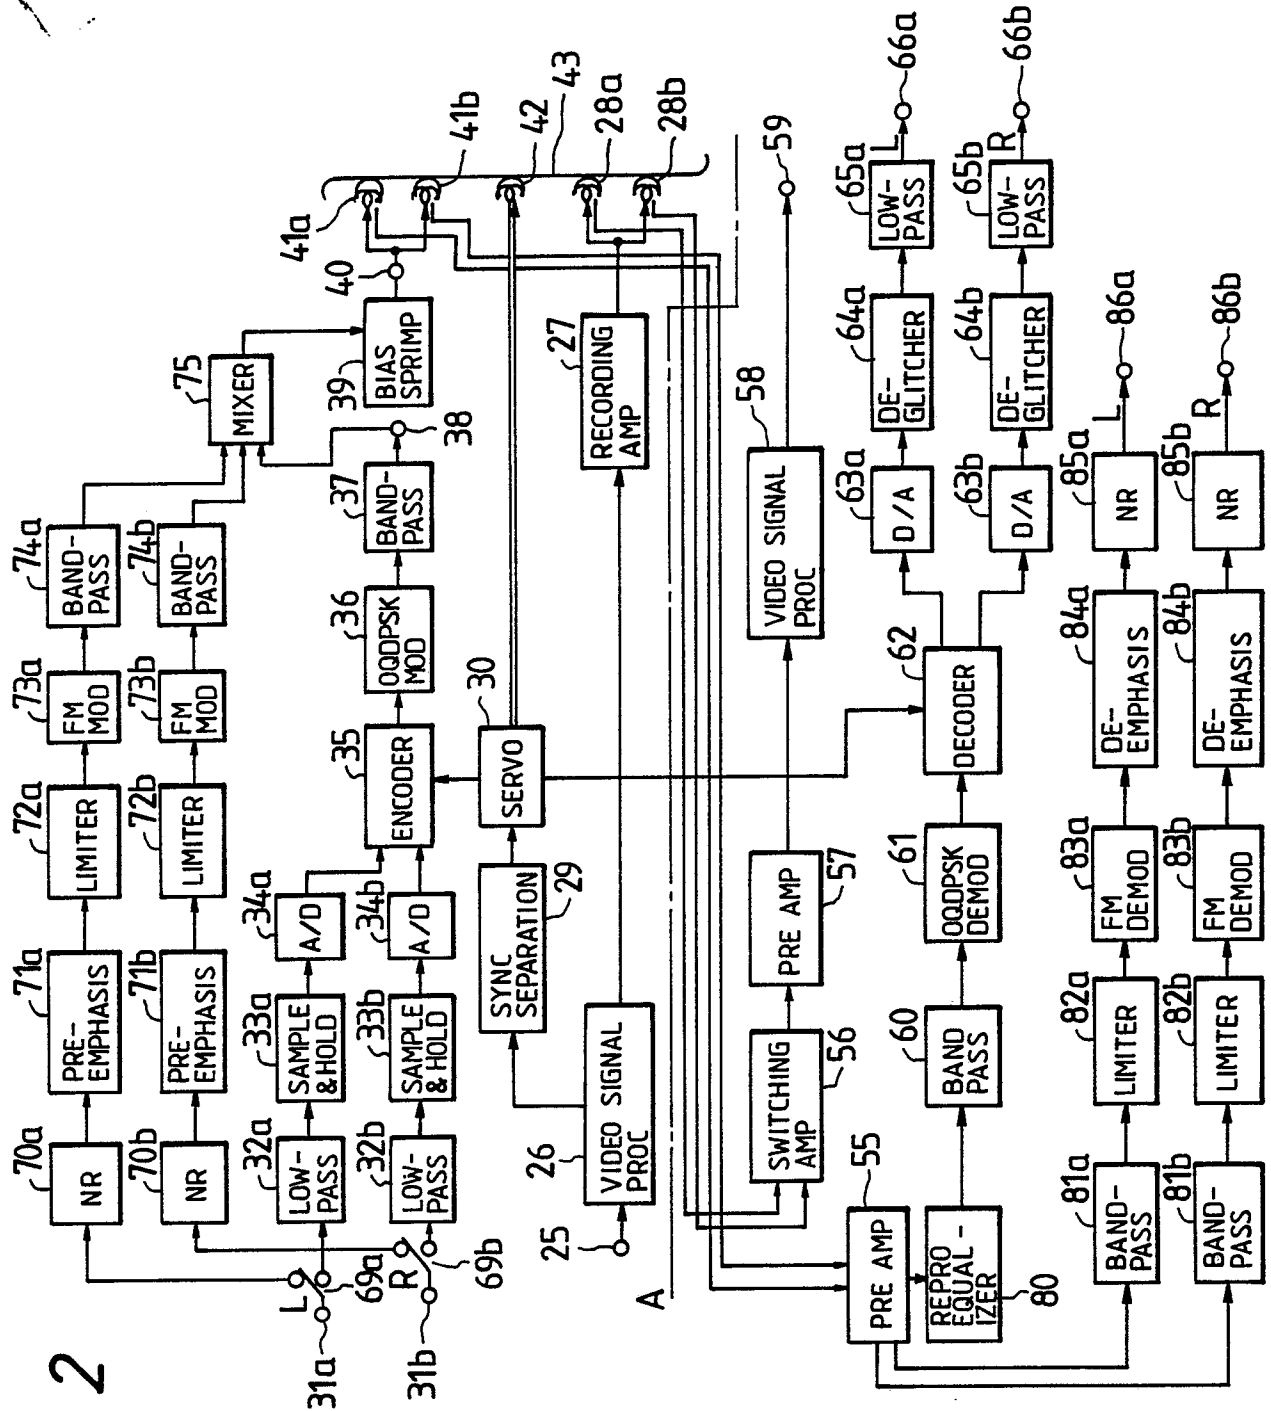 2
31a
L
69a
31b
R
69b
70a
NR
71a
PRE-
EMPHASIS
72a
LIMITER
73a
FM
MOD
74a
BAND-
PASS
70b
NR
71b
PRE-
EMPHASIS
72b
LIMITER
73b
FM
MOD
74b
BAND-
PASS
75
MIXER
32a
LOW-
PASS
33a
SAMPLE
& HOLD
34a
A/D
32b
LOW-
PASS
33b
SAMPLE
& HOLD
34b
A/D
35
ENCODER
36
OQDPSK
MOD
37
BAND-
PASS
38
39
BIAS
SPRIMP
40
41a
41b
42
43
28a
28b
29
SYNC
SEPARATION
30
SERVO
25
26
VIDEO SIGNAL
PROC
27
RECORDING
AMP
A
56
SWITCHING
AMP
57
PRE AMP
58
VIDEO SIGNAL
PROC
59
55
PRE AMP
80
REPRO
EQUAL-
IZER
60
BAND
PASS
61
OQDPSK
DEMOD
62
DECODER
63a
D/A
64a
DE-
GLITCHER
65a
LOW-
PASS
L
66a
63b
D/A
64b
DE-
GLITCHER
65b
LOW-
PASS
R
66b
81a
BAND-
PASS
82a
LIMITER
83a
FM
DEMOD
84a
DE-
EMPHASIS
85a
NR
L
86a
81b
BAND-
PASS
82b
LIMITER
83b
FM
DEMOD
84b
DE-
EMPHASIS
85b
NR
R
86b